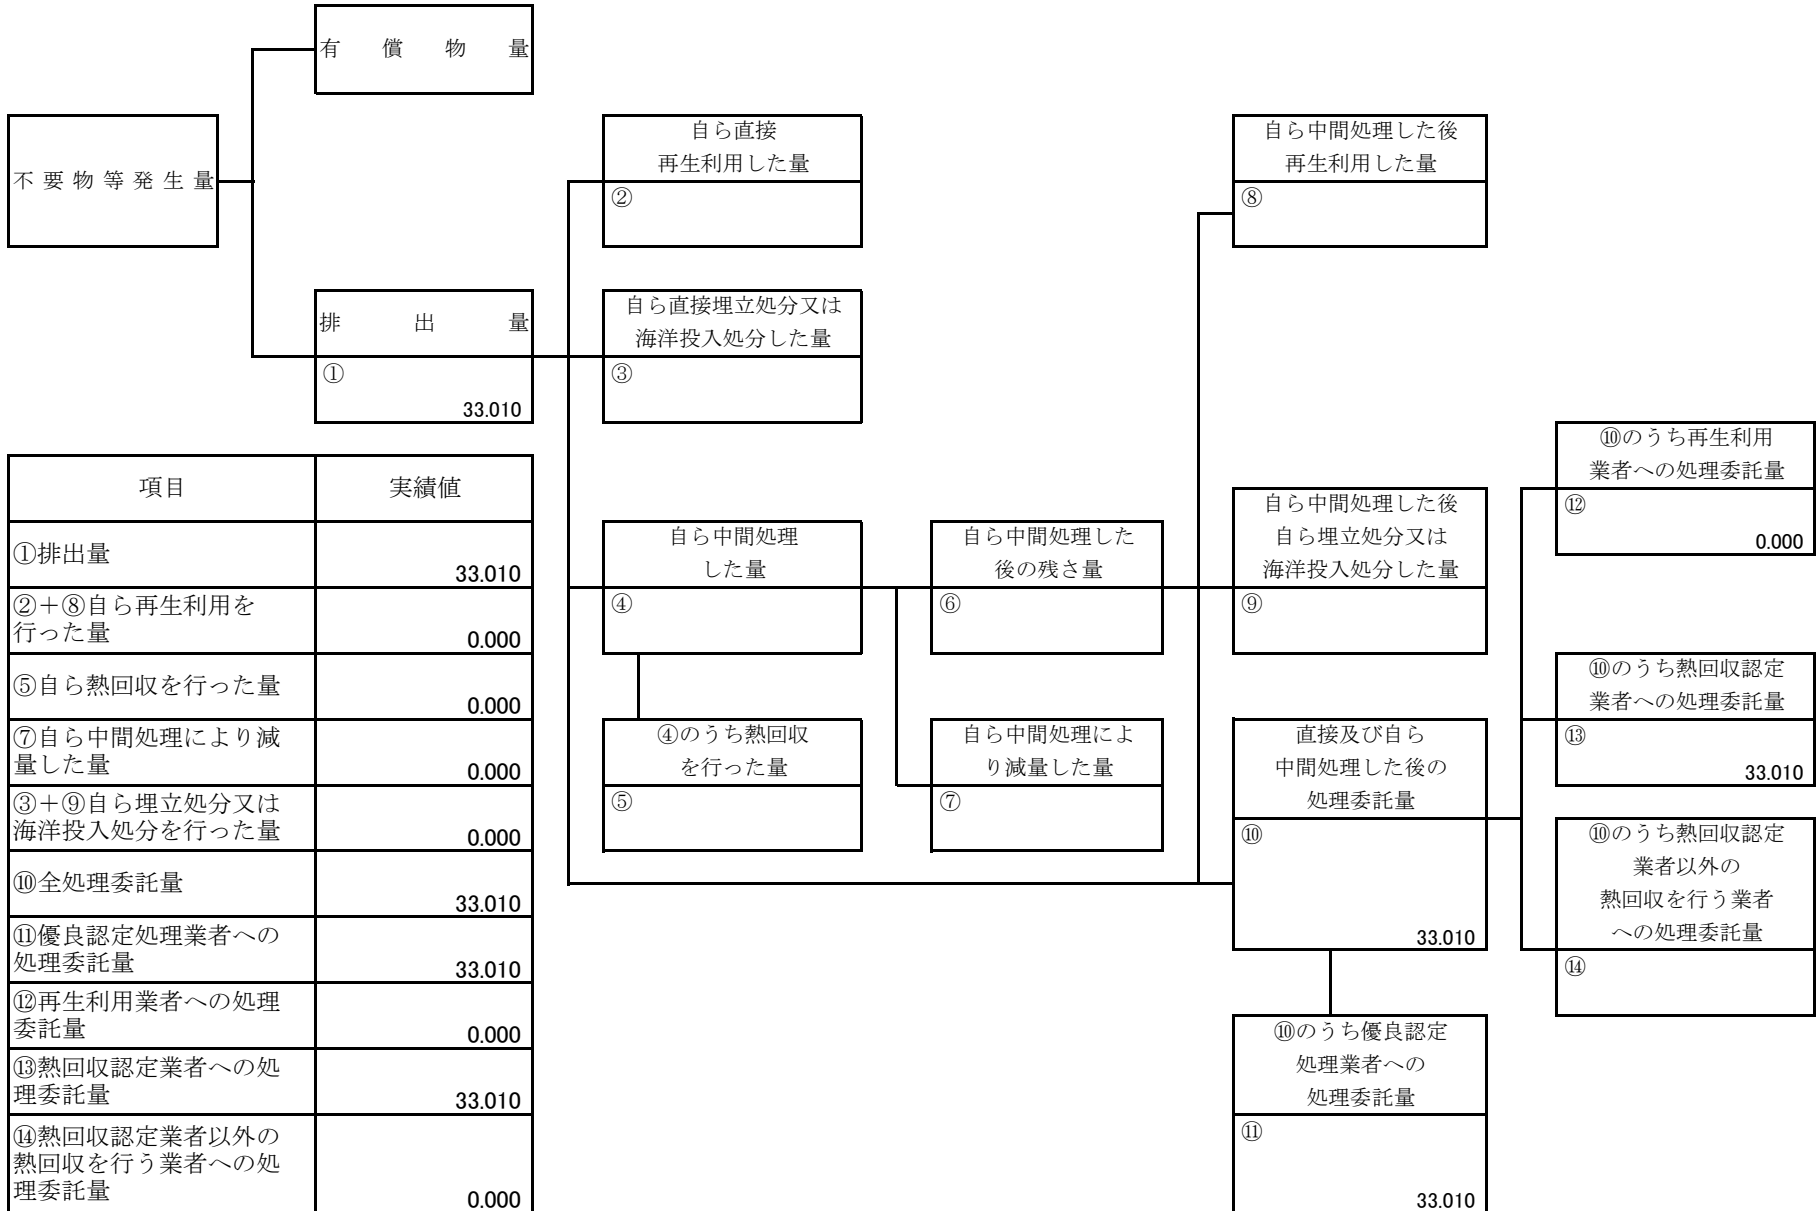 有償物量
不要物等発生量
自ら直接
再生利用した量
②
自ら中間処理した後
再生利用した量
⑧
排出量
①
33.010
自ら直接埋立処分又は
海洋投入処分した量
③
項目 実績値
①排出量
33.010
②＋⑧自ら再生利用を
行った量
0.000
⑤自ら熱回収を行った量
0.000
⑦自ら中間処理により減
量した量
0.000
③＋⑨自ら埋立処分又は
海洋投入処分を行った量
0.000
⑩全処理委託量
33.010
⑪優良認定処理業者への
処理委託量
33.010
⑫再生利用業者への処理
委託量
0.000
⑬熱回収認定業者への処
理委託量
33.010
⑭熱回収認定業者以外の
熱回収を行う業者への処
理委託量
0.000
自ら中間処理
した量
④
④のうち熱回収
を行った量
⑤
自ら中間処理した
後の残さ量
⑥
自ら中間処理によ
り減量した量
⑦
自ら中間処理した後
自ら埋立処分又は
海洋投入処分した量
⑨
直接及び自ら
中間処理した後の
処理委託量
⑩
33.010
⑩のうち優良認定
処理業者への
処理委託量
⑪
33.010
⑩のうち再生利用
業者への処理委託量
⑫
0.000
⑩のうち熱回収認定
業者への処理委託量
⑬
33.010
⑩のうち熱回収認定
業者以外の
熱回収を行う業者
への処理委託量
⑭